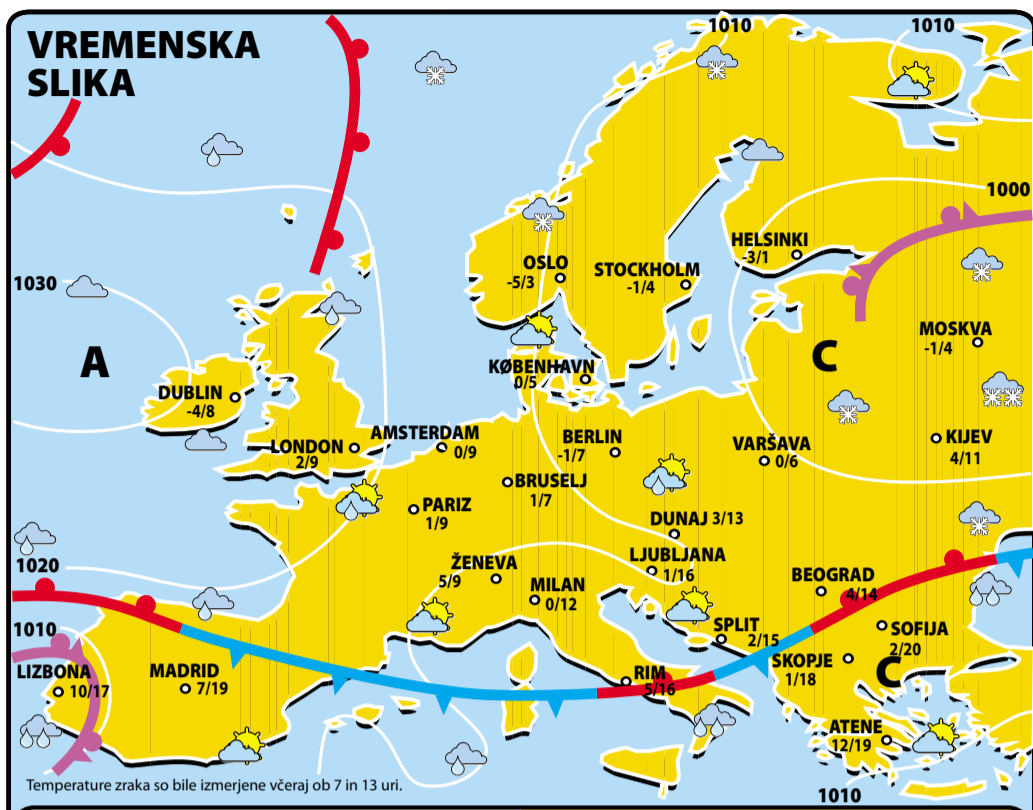 VREMENSKA
SLIKA
1010
1010
1000
HELSINKI
-3/1
OSLO
-5/3
STOCKHOLM
-1/4
1030
MOSKVA
-1/4
A
C
KØBENHAVN
0/5
DUBLIN
-4/8
AMSTERDAM
0/9
LONDON
2/9
BERLIN
-1/7
VARŠAVA
0/6
KIJEV
4/11
BRUSELJ
1/7
PARIZ
1/9
DUNAJ 3/13
LJUBLJANA
1/16
ŽENEVA
5/9
1020
MILAN
0/12
BEOGRAD
4/14
1010
SPLIT
2/15
SOFIJA
2/20
SKOPJE
1/18
C
LIZBONA
10/17
MADRID
7/19
RIM
5/16
ATENE
12/19
Temperature zraka so bile izmerjene včeraj ob 7 in 13 uri.
1010